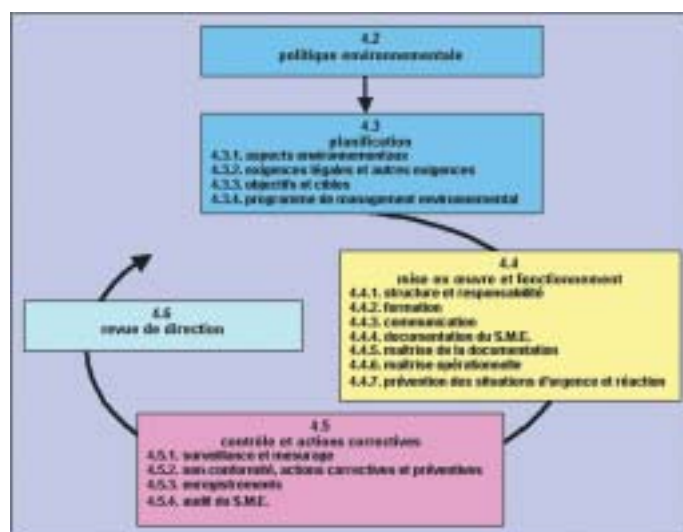 4.2
politique environnementale
4.3
planification
4.3.1. aspects environnementaux
4.3.2. exigences légales et autres exigences
4.3.3. objectifs et cibles
4.3.4. programme de management environnemental
4.4
mise en œuvre et fonctionnement
4.4.1. structure et responsabilité
4.4.2. formation
4.4.3. communication
4.4.4. documentation du S.M.E.
4.4.5. maîtrise de la documentation
4.4.6. maîtrise opérationnelle
4.4.7. prévention des situations d'urgence et réaction
4.5
contrôle et actions correctives
4.5.1. surveillance et mesurage
4.5.2. non conformité, actions correctives et préventives
4.5.3. enregistrements
4.5.4. audit du S.M.E.
4.6
revue de direction